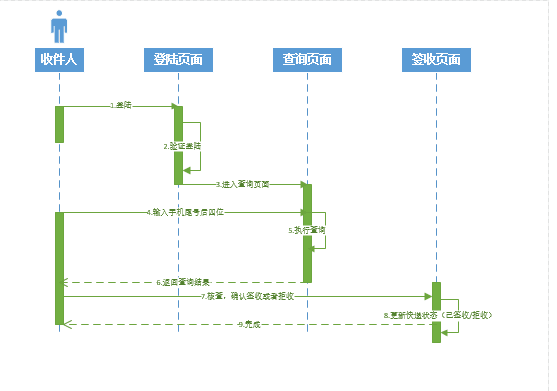 收件人
登陆页面
查询页面
签收页面
1.登陆
2.验证登陆
3.进入查询页面
4.输入手机尾号后四位
5.执行查询
6.返回查询结果
7.核查，确认签收或者拒收
8.更新快递状态（已签收/拒收）
9.完成